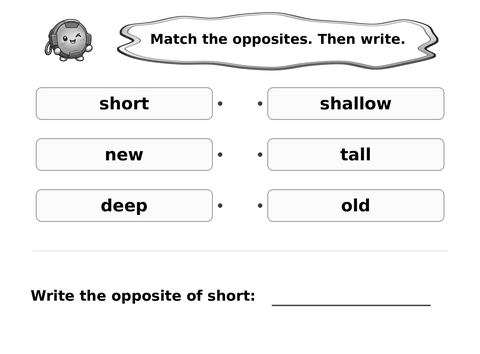 Match the opposites. Then write.
short shallow
new tall
deep old
Write the opposite of short: